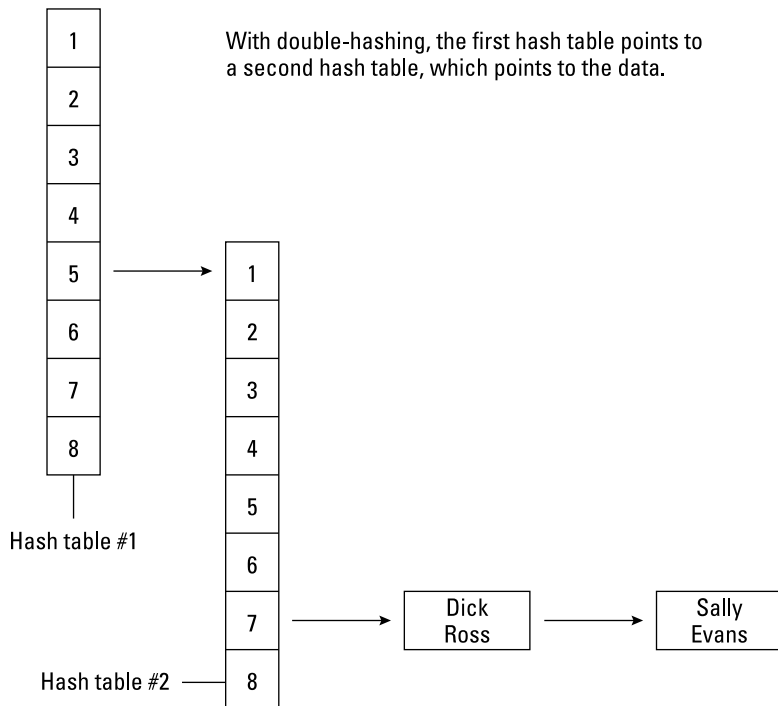 With double-hashing, the first hash table points to
a second hash table, which points to the data.
1
2
3
4
5
6
7
8
Hash table #1
1
2
3
4
5
6
7
8
Hash table #2
Dick
Ross
Sally
Evans